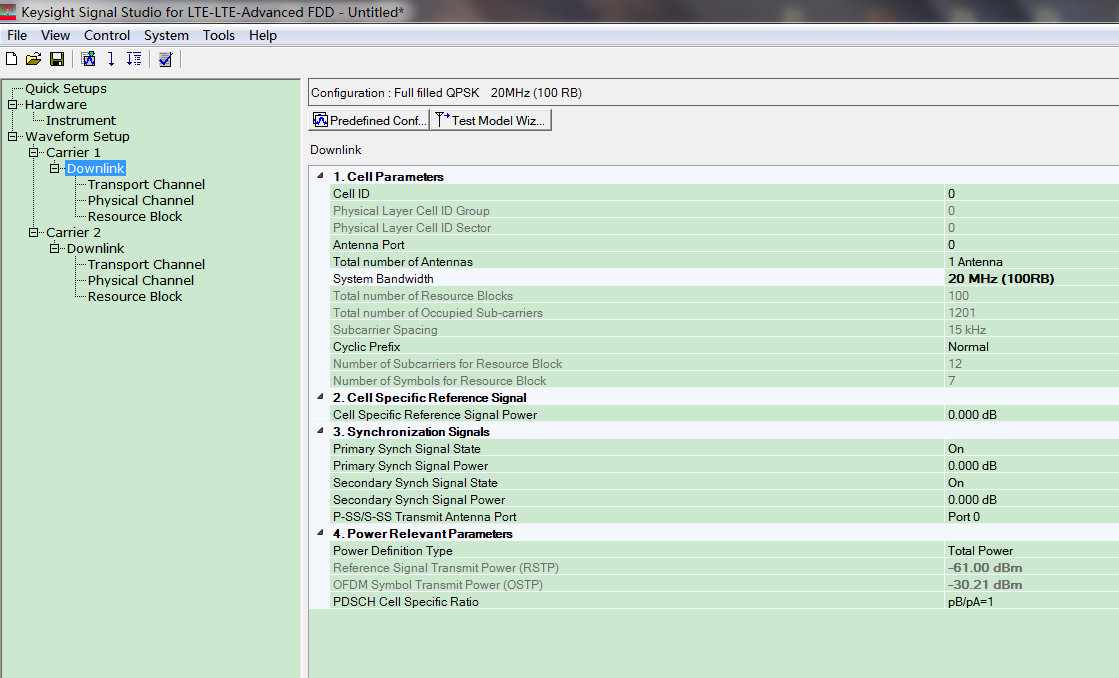 Keysight Signal Studio for LTE-LTE-Advanced FDD - Untitled*
File View Control System Tools Help
Quick Setups
Hardware
Instrument
Waveform Setup
Carrier 1
Downlink
Transport Channel
Physical Channel
Resource Block
Carrier 2
Downlink
Transport Channel
Physical Channel
Resource Block
Configuration : Full filled QPSK 20MHz (100 RB)
Predefined Conf... Test Model Wiz...
Downlink
1. Cell Parameters
Cell ID 0
Physical Layer Cell ID Group 0
Physical Layer Cell ID Sector 0
Antenna Port 0
Total number of Antennas 1 Antenna
System Bandwidth 20 MHz (100RB)
Total number of Resource Blocks 100
Total number of Occupied Sub-carriers 1201
Subcarrier Spacing 15 kHz
Cyclic Prefix Normal
Number of Subcarriers for Resource Block 12
Number of Symbols for Resource Block 7
2. Cell Specific Reference Signal
Cell Specific Reference Signal Power 0.000 dB
3. Synchronization Signals
Primary Synch Signal State On
Primary Synch Signal Power 0.000 dB
Secondary Synch Signal State On
Secondary Synch Signal Power 0.000 dB
P-SS/S-SS Transmit Antenna Port Port 0
4. Power Relevant Parameters
Power Definition Type Total Power
Reference Signal Transmit Power (RSTP) -61.00 dBm
OFDM Symbol Transmit Power (OSTP) -30.21 dBm
PDSCH Cell Specific Ratio pB/pA=1